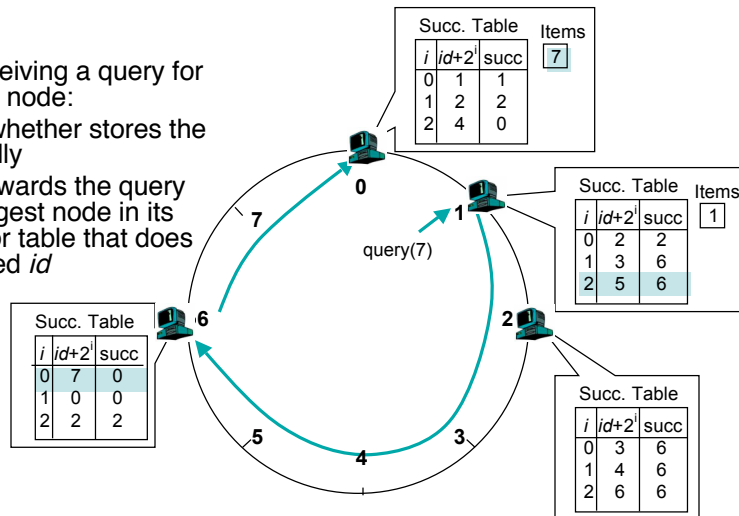 eiving a query for
node:
whether stores the
lly
wards the query
gest node in its
or table that does
ed id
Succ. Table
Items
i id+2^i succ
7
0 1 1
1 2 2
2 4 0
0
7
1
query(7)
Succ. Table
Items
i id+2^i succ
1
0 2 2
1 3 6
2 5 6
6
2
Succ. Table
i id+2^i succ
0 7 0
1 0 0
2 2 2
5
4
3
Succ. Table
i id+2^i succ
0 3 6
1 4 6
2 6 6